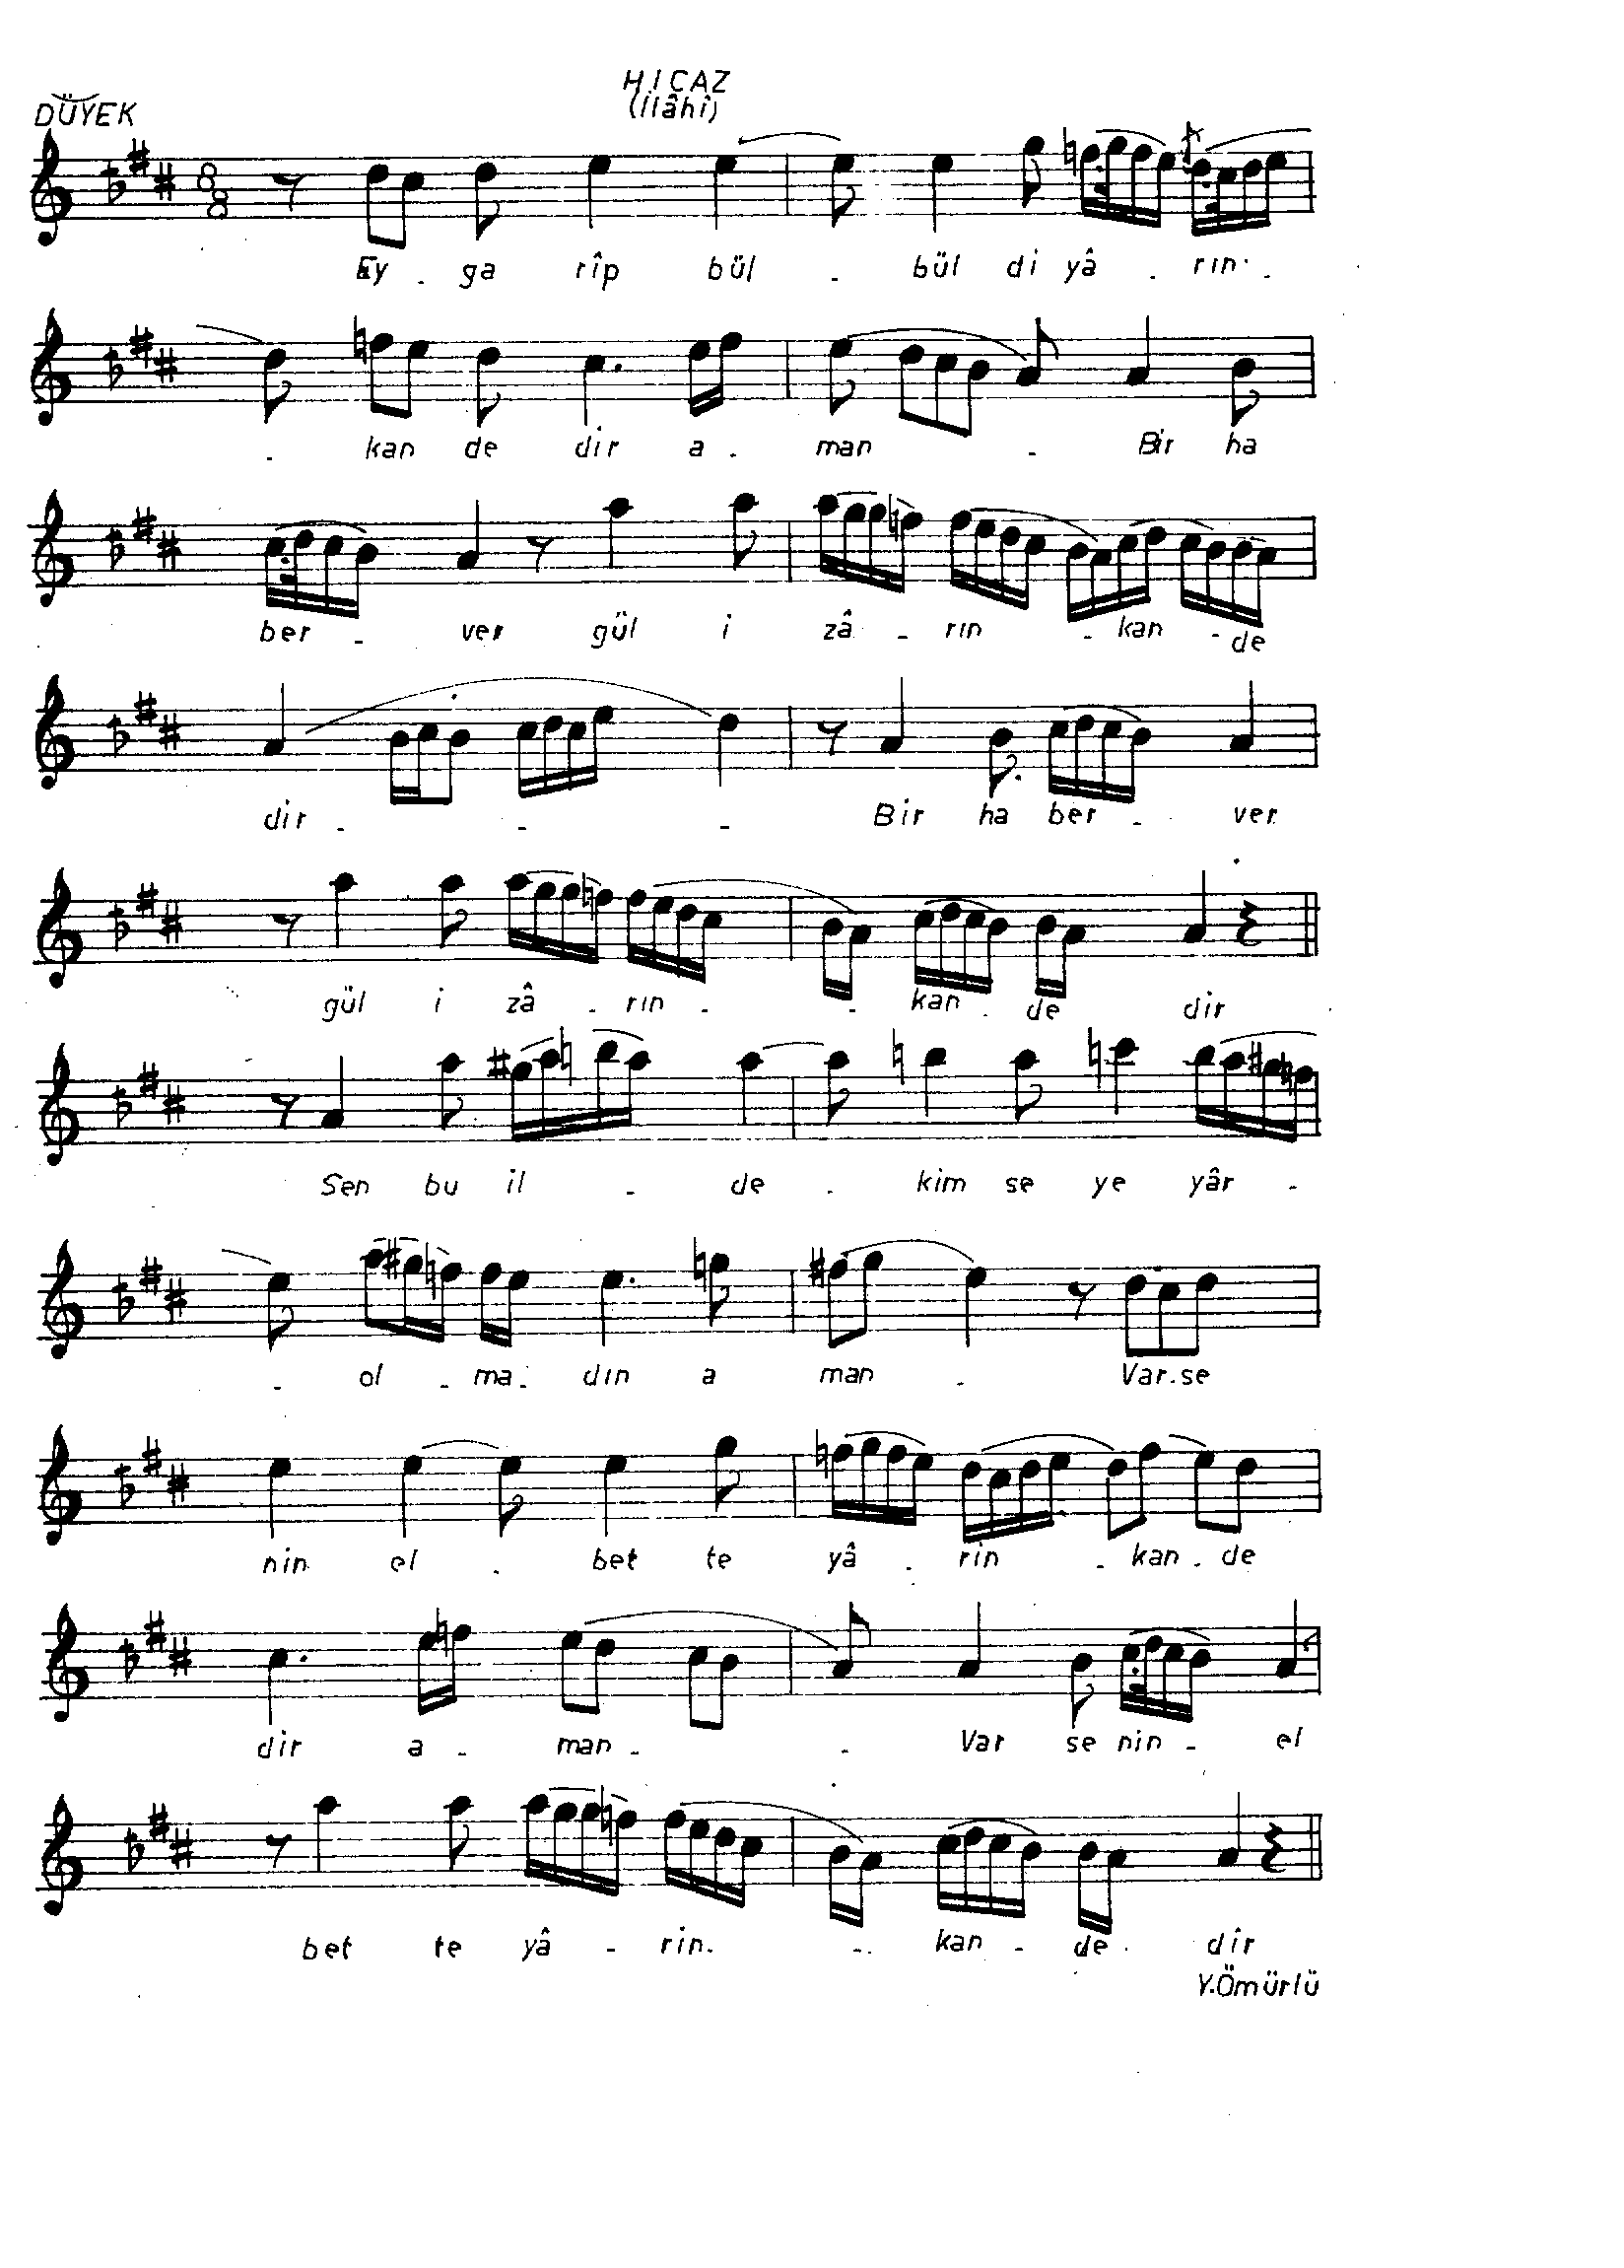 HICAZ
(İlâhî)
DÜYEK
8
8
Ey - ga rîp bül - bül di yâ - rın -
- kan de dir a - man - Bir ha
ber - ver gül i zâ - rın - kan - de
dir - - - Bir ha ber - ver
gül i zâ - rın - - kan - de dir
Sen bu il - de - kim se ye yâr -
- ol - ma - dın a man - Var - se
nin el - bet te yâ - rin - kan - de
dir a - man - - Var se nin - el
bet te yâ - rin - - kan - de - dir
Y.Ömürlü